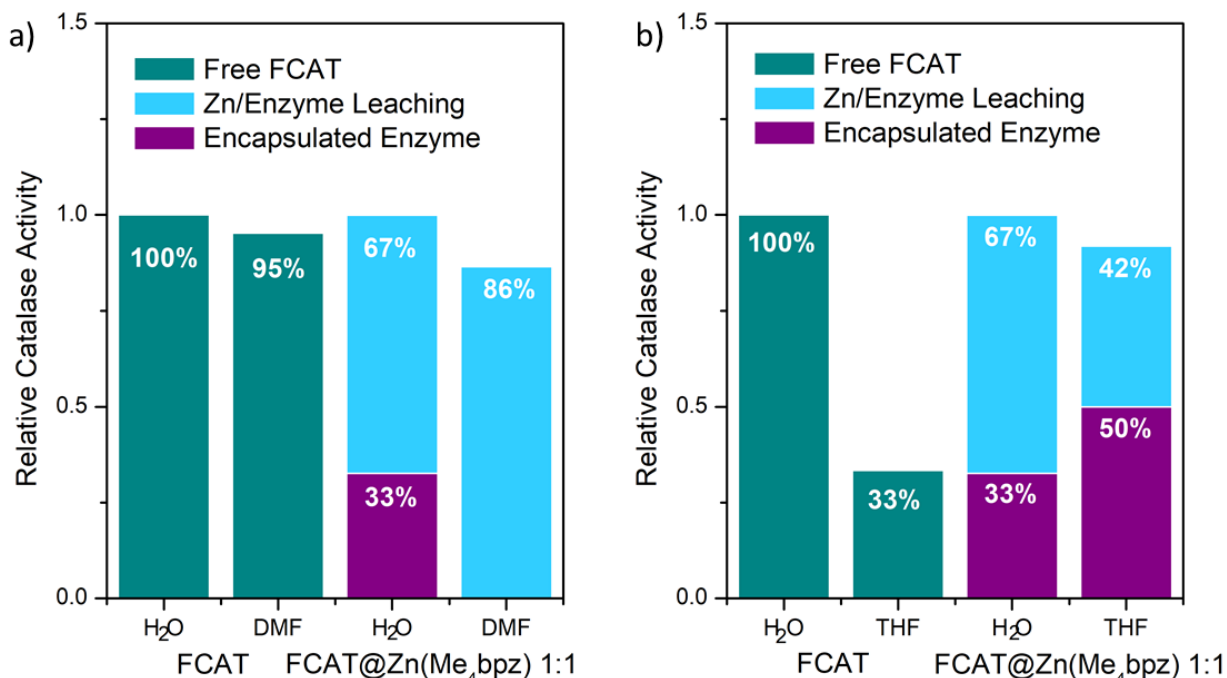 a)
Relative Catalase Activity
1.5
1.0
0.5
0.0
Free FCAT
Zn/Enzyme Leaching
Encapsulated Enzyme
100%
95%
67%
33%
86%
H₂O DMF H₂O DMF
FCAT FCAT@Zn(Me₄bpz) 1:1
b)
Relative Catalase Activity
1.5
1.0
0.5
0.0
Free FCAT
Zn/Enzyme Leaching
Encapsulated Enzyme
100%
33%
67%
33%
42%
50%
H₂O THF H₂O THF
FCAT FCAT@Zn(Me₄bpz) 1:1